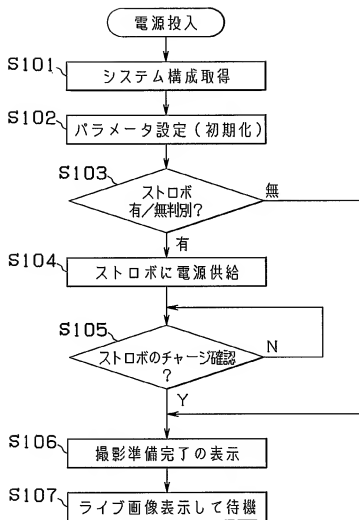 電源投入
S101
システム構成取得
S102
パラメータ設定(初期化)
S103
ストロボ
有/無判別?
無
有
S104
ストロボに電源供給
S105
ストロボのチャージ確認
?
N
Y
S106
撮影準備完了の表示
S107
ライブ画像表示して待機